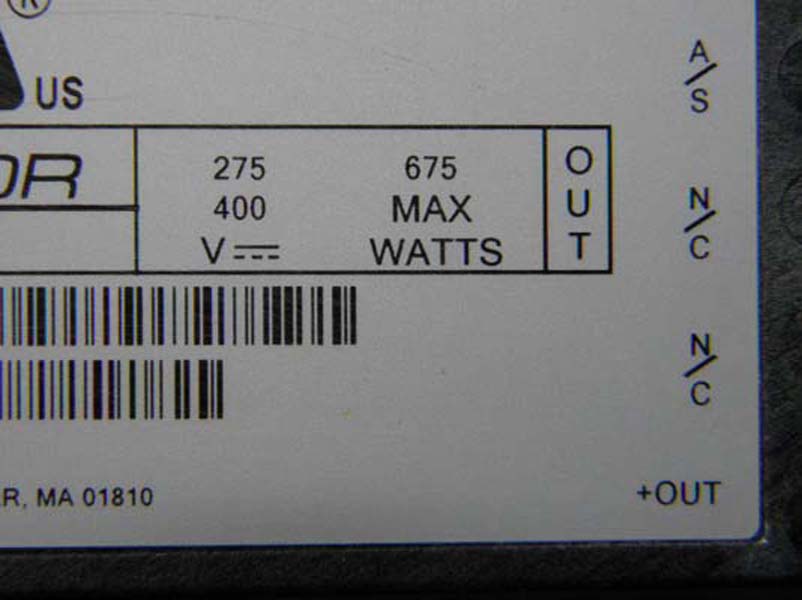 ®
US
275
675
400
MAX
V
WATTS
OUT
A/S
N/C
N/C
MA 01810
+OUT